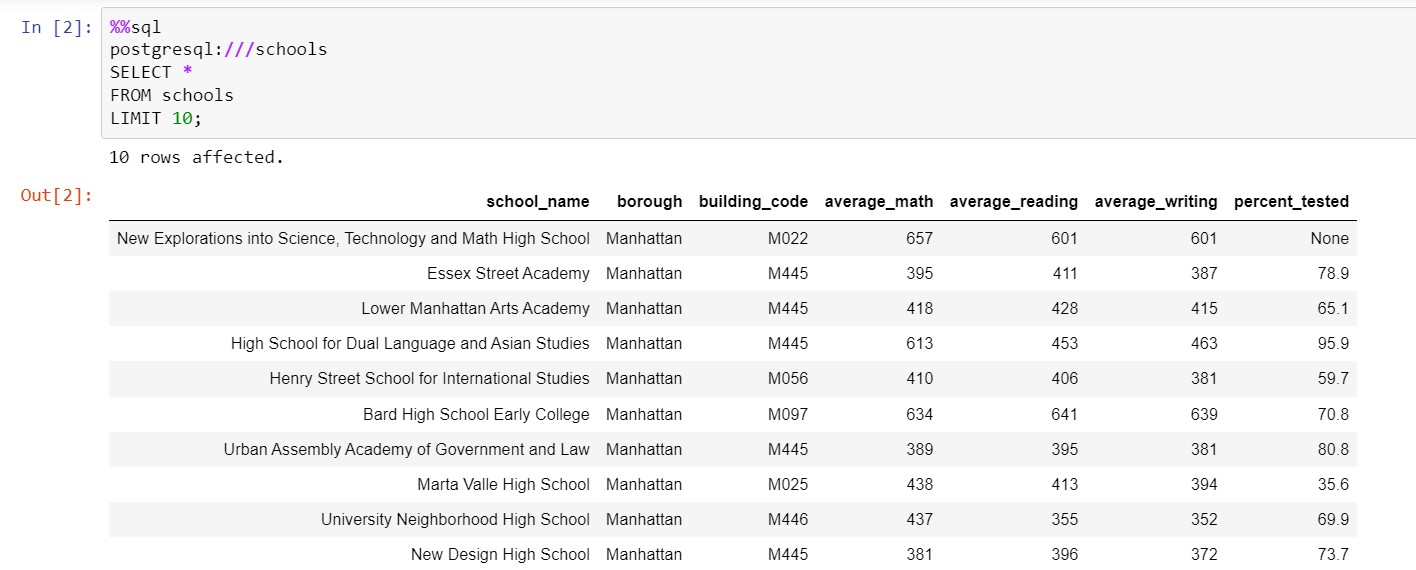 In [2]: %%sql
postgresql:///schools
SELECT *
FROM schools
LIMIT 10;
10 rows affected.
Out[2]:
school_name borough building_code average_math average_reading average_writing percent_tested
New Explorations into Science, Technology and Math High School Manhattan M022 657 601 601 None
Essex Street Academy Manhattan M445 395 411 387 78.9
Lower Manhattan Arts Academy Manhattan M445 418 428 415 65.1
High School for Dual Language and Asian Studies Manhattan M445 613 453 463 95.9
Henry Street School for International Studies Manhattan M056 410 406 381 59.7
Bard High School Early College Manhattan M097 634 641 639 70.8
Urban Assembly Academy of Government and Law Manhattan M445 389 395 381 80.8
Marta Valle High School Manhattan M025 438 413 394 35.6
University Neighborhood High School Manhattan M446 437 355 352 69.9
New Design High School Manhattan M445 381 396 372 73.7